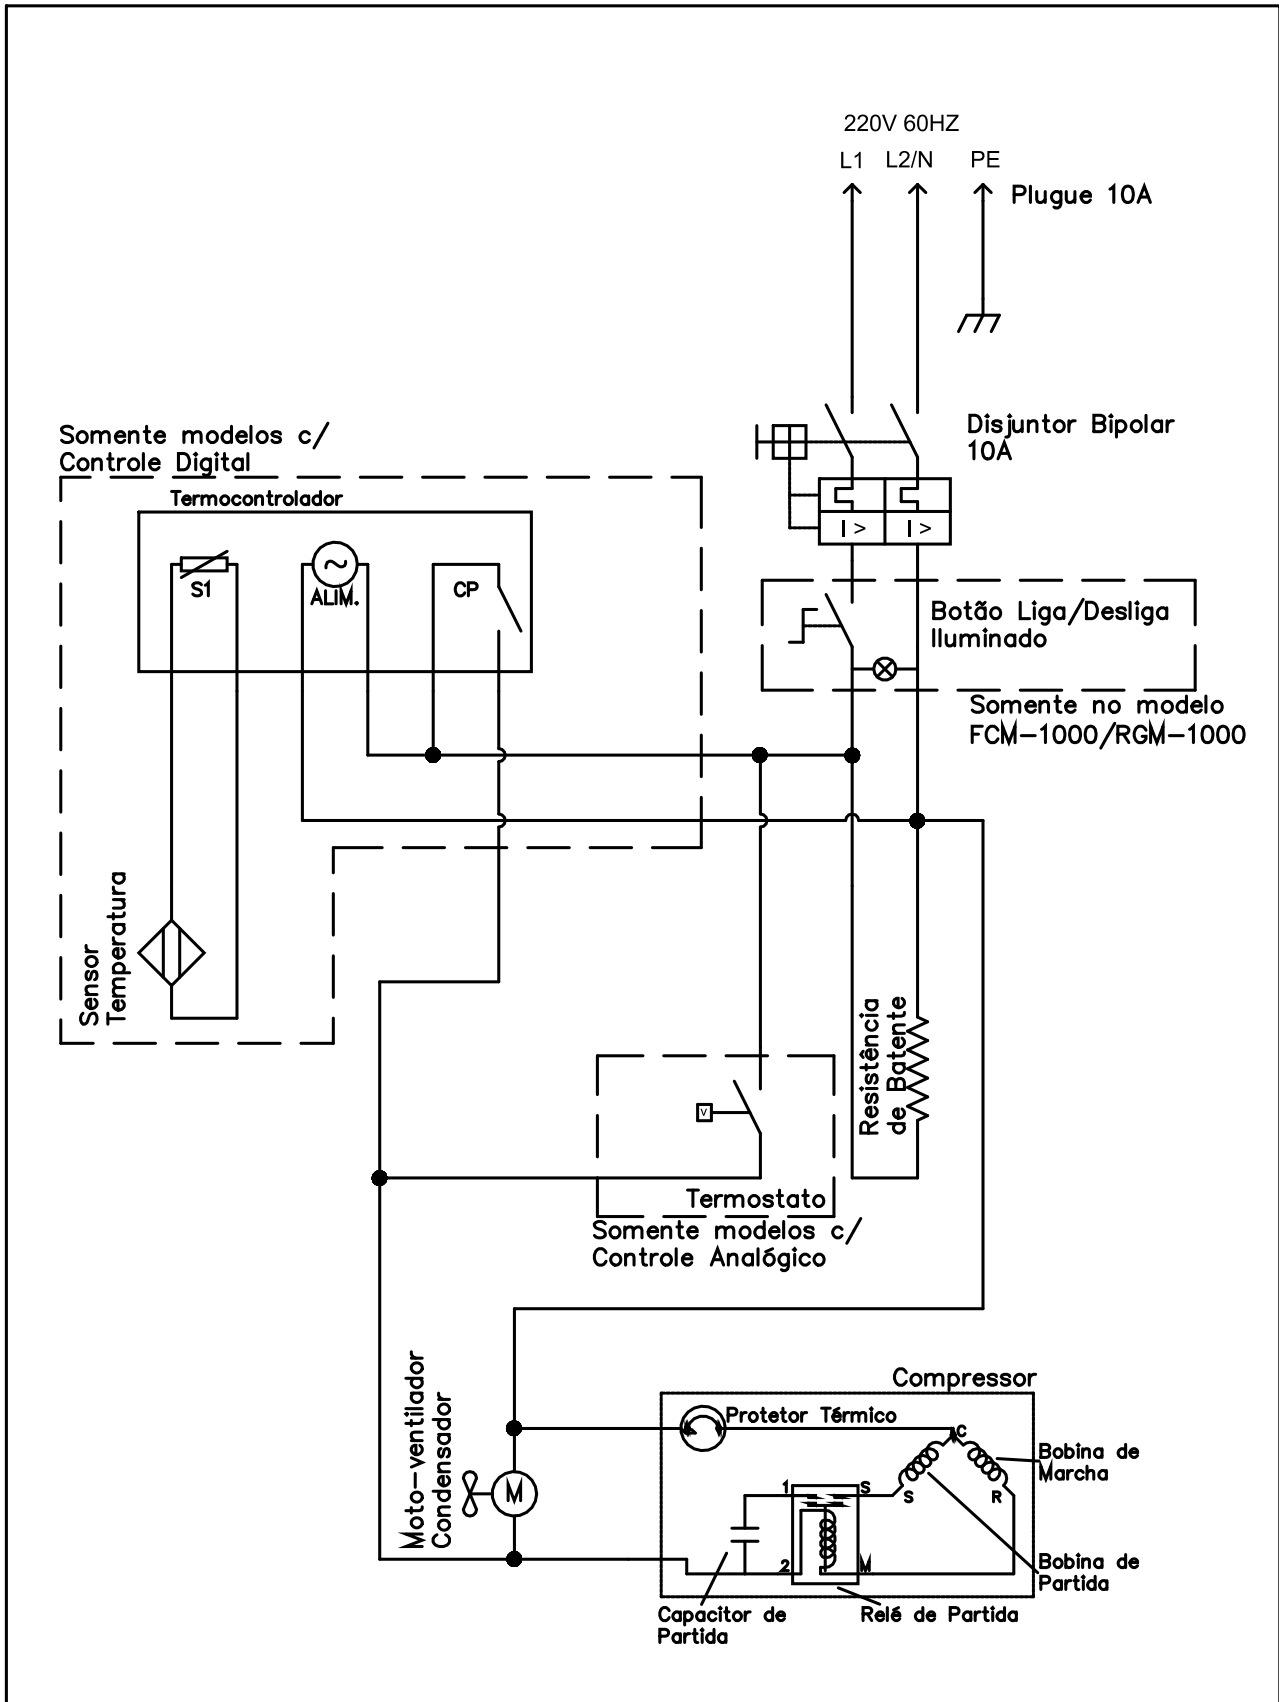 220V 60HZ
L1 L2/N PE
Plugue 10A
Disjuntor Bipolar
10A
I > I >
Somente modelos c/
Controle Digital
Termocontrolador
S1
ALIM.
CP
Botão Liga/Desliga
Iluminado
Somente no modelo
FCM-1000/RGM-1000
Sensor
Temperatura
Resistência
de Batente
V
Termostato
Somente modelos c/
Controle Analógico
Moto-ventilador
Condensador
M
Compressor
Protetor Térmico
C
Bobina de
Marcha
1 S
S R
2 M
Bobina de
Partida
Capacitor de
Partida
Relé de Partida